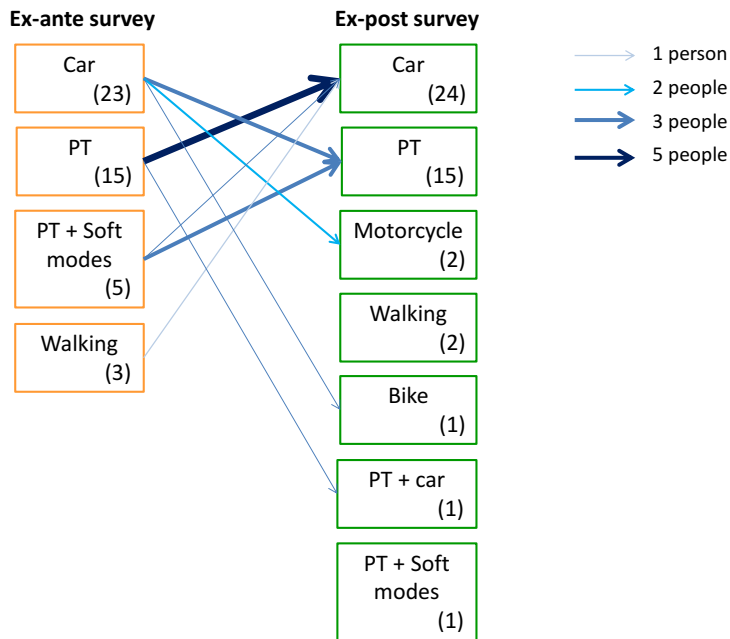 Ex-ante survey
Car
(23)
PT
(15)
PT + Soft
modes
(5)
Walking
(3)
Ex-post survey
Car
(24)
PT
(15)
Motorcycle
(2)
Walking
(2)
Bike
(1)
PT + car
(1)
PT + Soft
modes
(1)
1 person
2 people
3 people
5 people